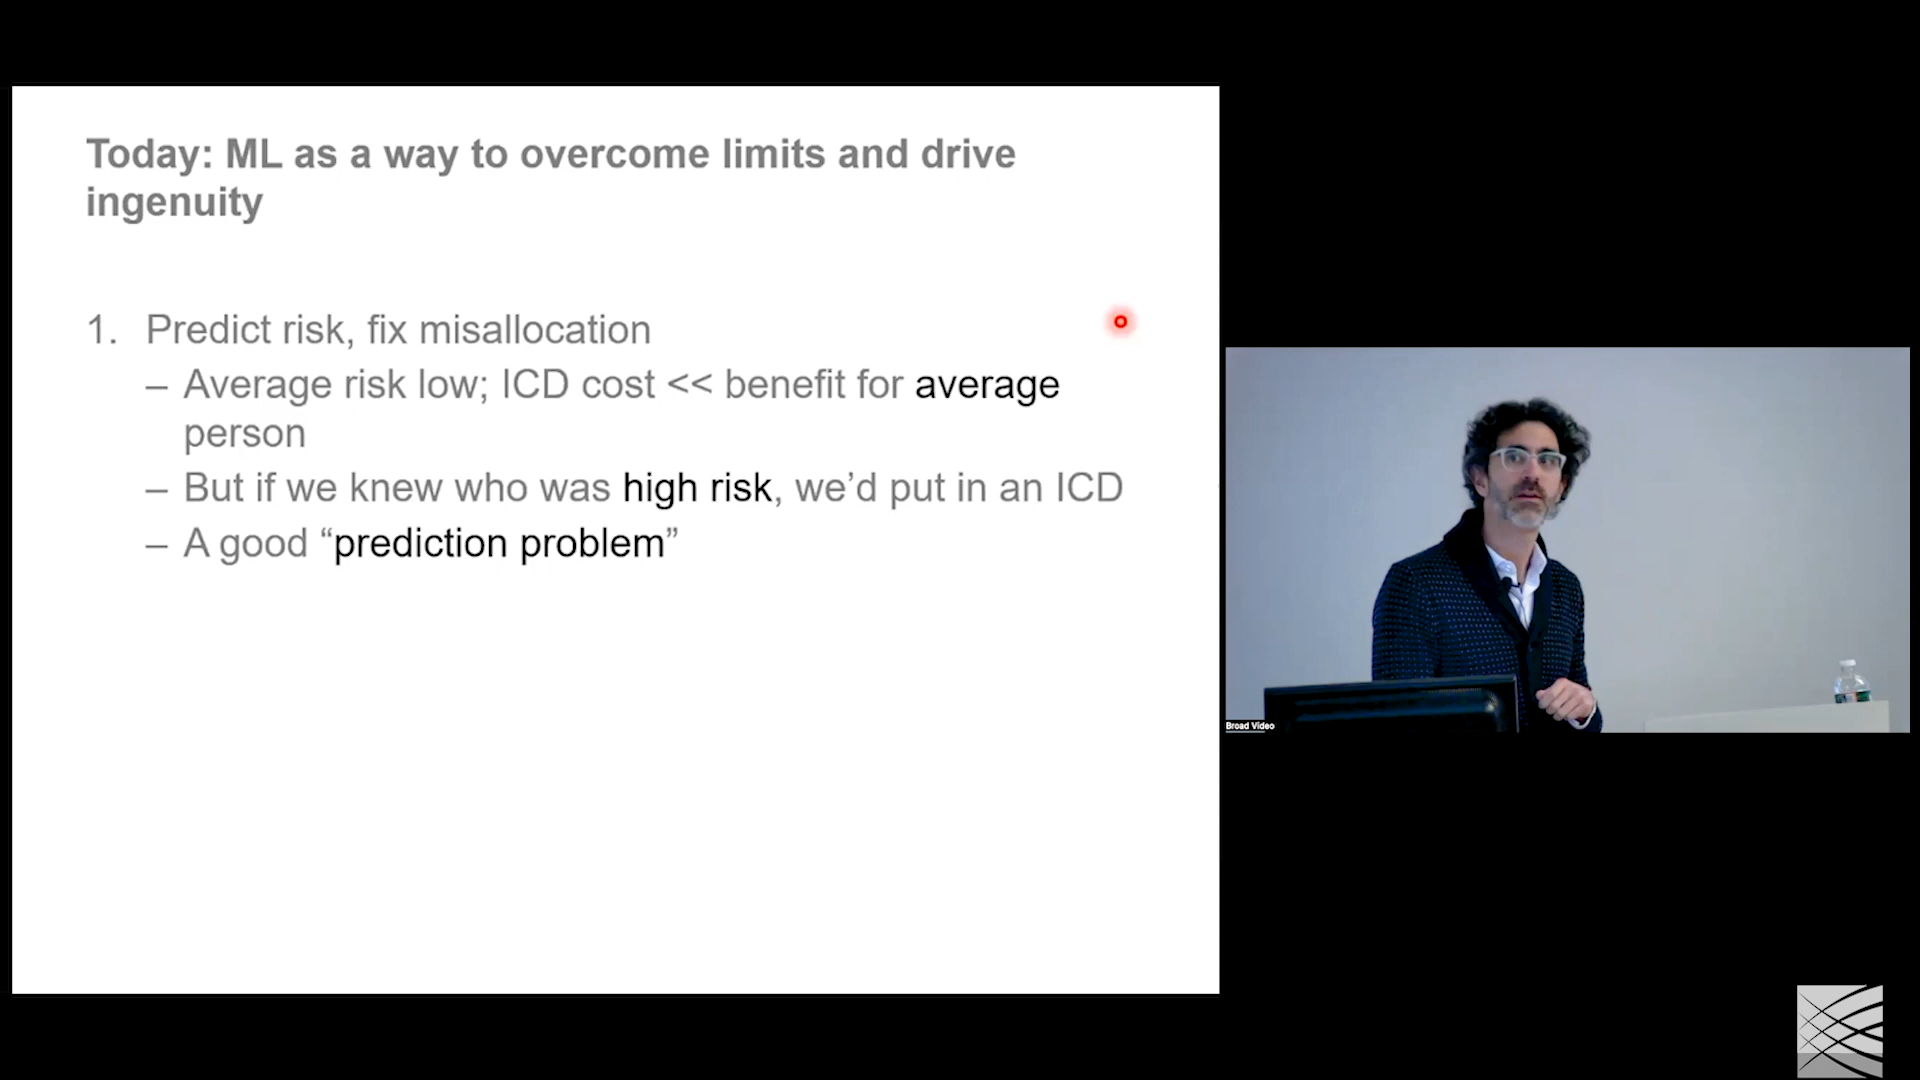 Today: ML as a way to overcome limits and drive
ingenuity
1. Predict risk, fix misallocation
– Average risk low; ICD cost << benefit for average
person
– But if we knew who was high risk, we’d put in an ICD
– A good “prediction problem”
Broad Video